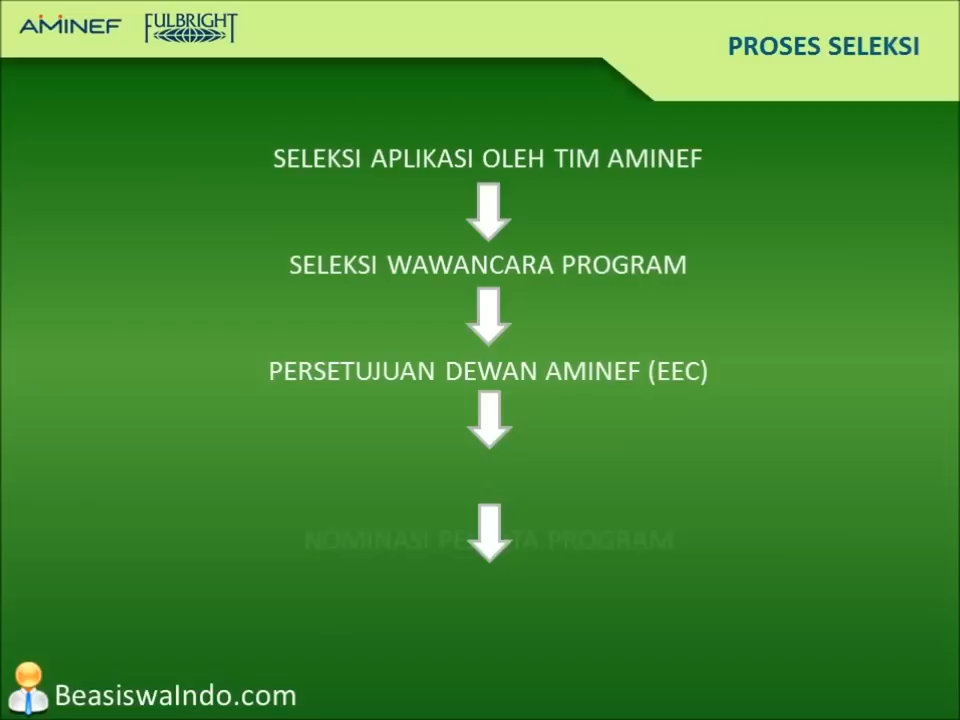 AMINEF
FULBRIGHT
PROSES SELEKSI
SELEKSI APLIKASI OLEH TIM AMINEF
SELEKSI WAWANCARA PROGRAM
PERSETUJUAN DEWAN AMINEF (EEC)
NOMINASI PROGRAM
BeasiswaIndo.com